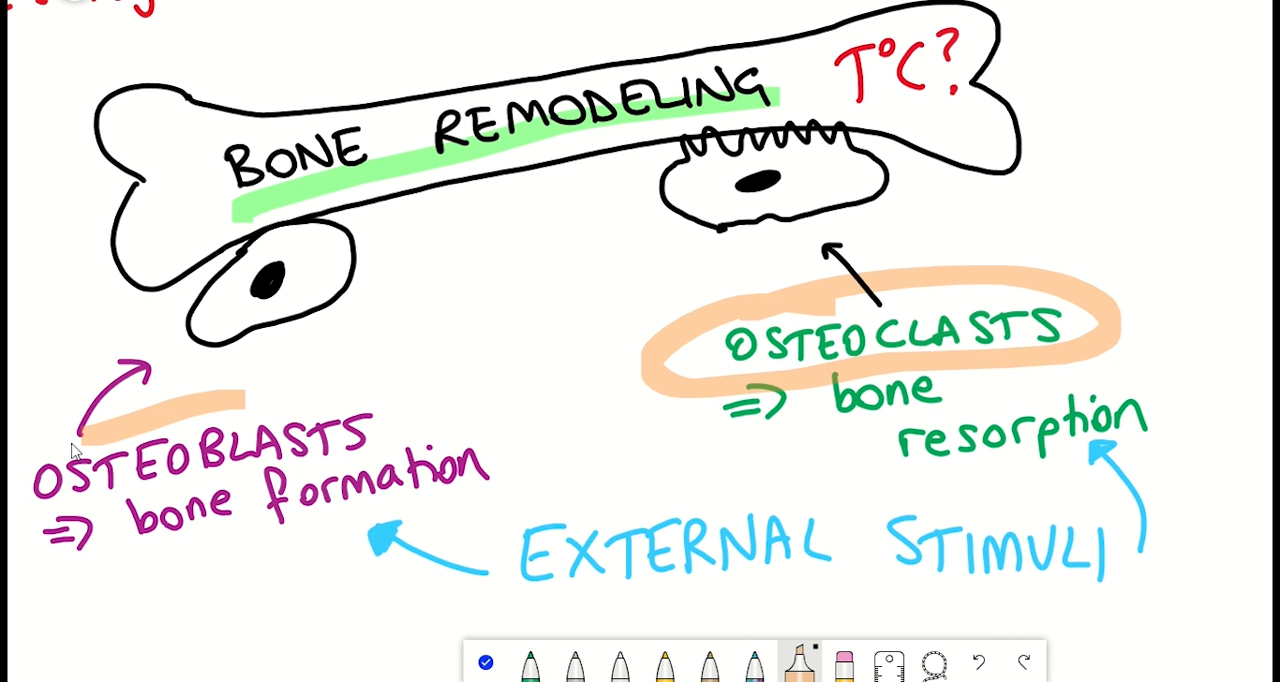 BONE REMODELING T°C?
OSTEOCLASTS
=> bone
resorption
OSTEOBLASTS
=> bone formation
EXTERNAL STIMULI